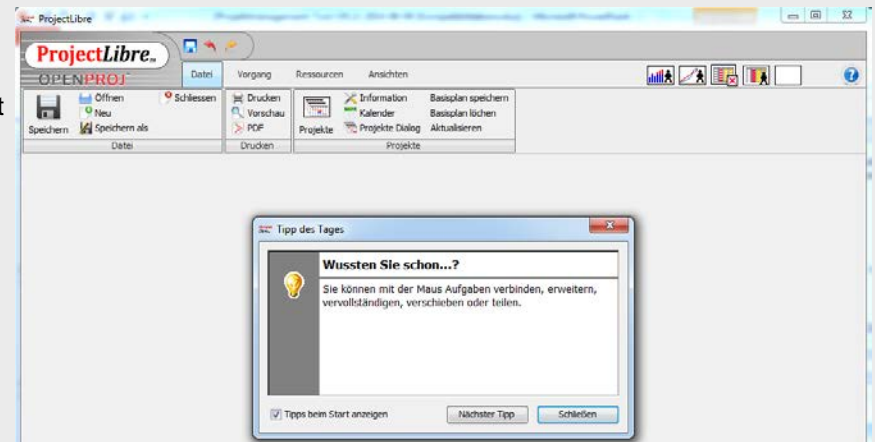 ProjectLibre
ProjectLibre™
OPENPROJ
Datei Vorgang Ressourcen Ansichten
t
Speichern
Öffnen
Neu
Speichern als
Schliessen
Datei
Drucken
Vorschau
PDF
Drucken
Projekte
Information
Kalender
Projekte Dialog
Basisplan speichern
Basisplan löchen
Aktualisieren
Projekte
Tipp des Tages
Wussten Sie schon...?
Sie können mit der Maus Aufgaben verbinden, erweitern,
vervollständigen, verschieben oder teilen.
Tipps beim Start anzeigen
Nächster Tipp
Schließen